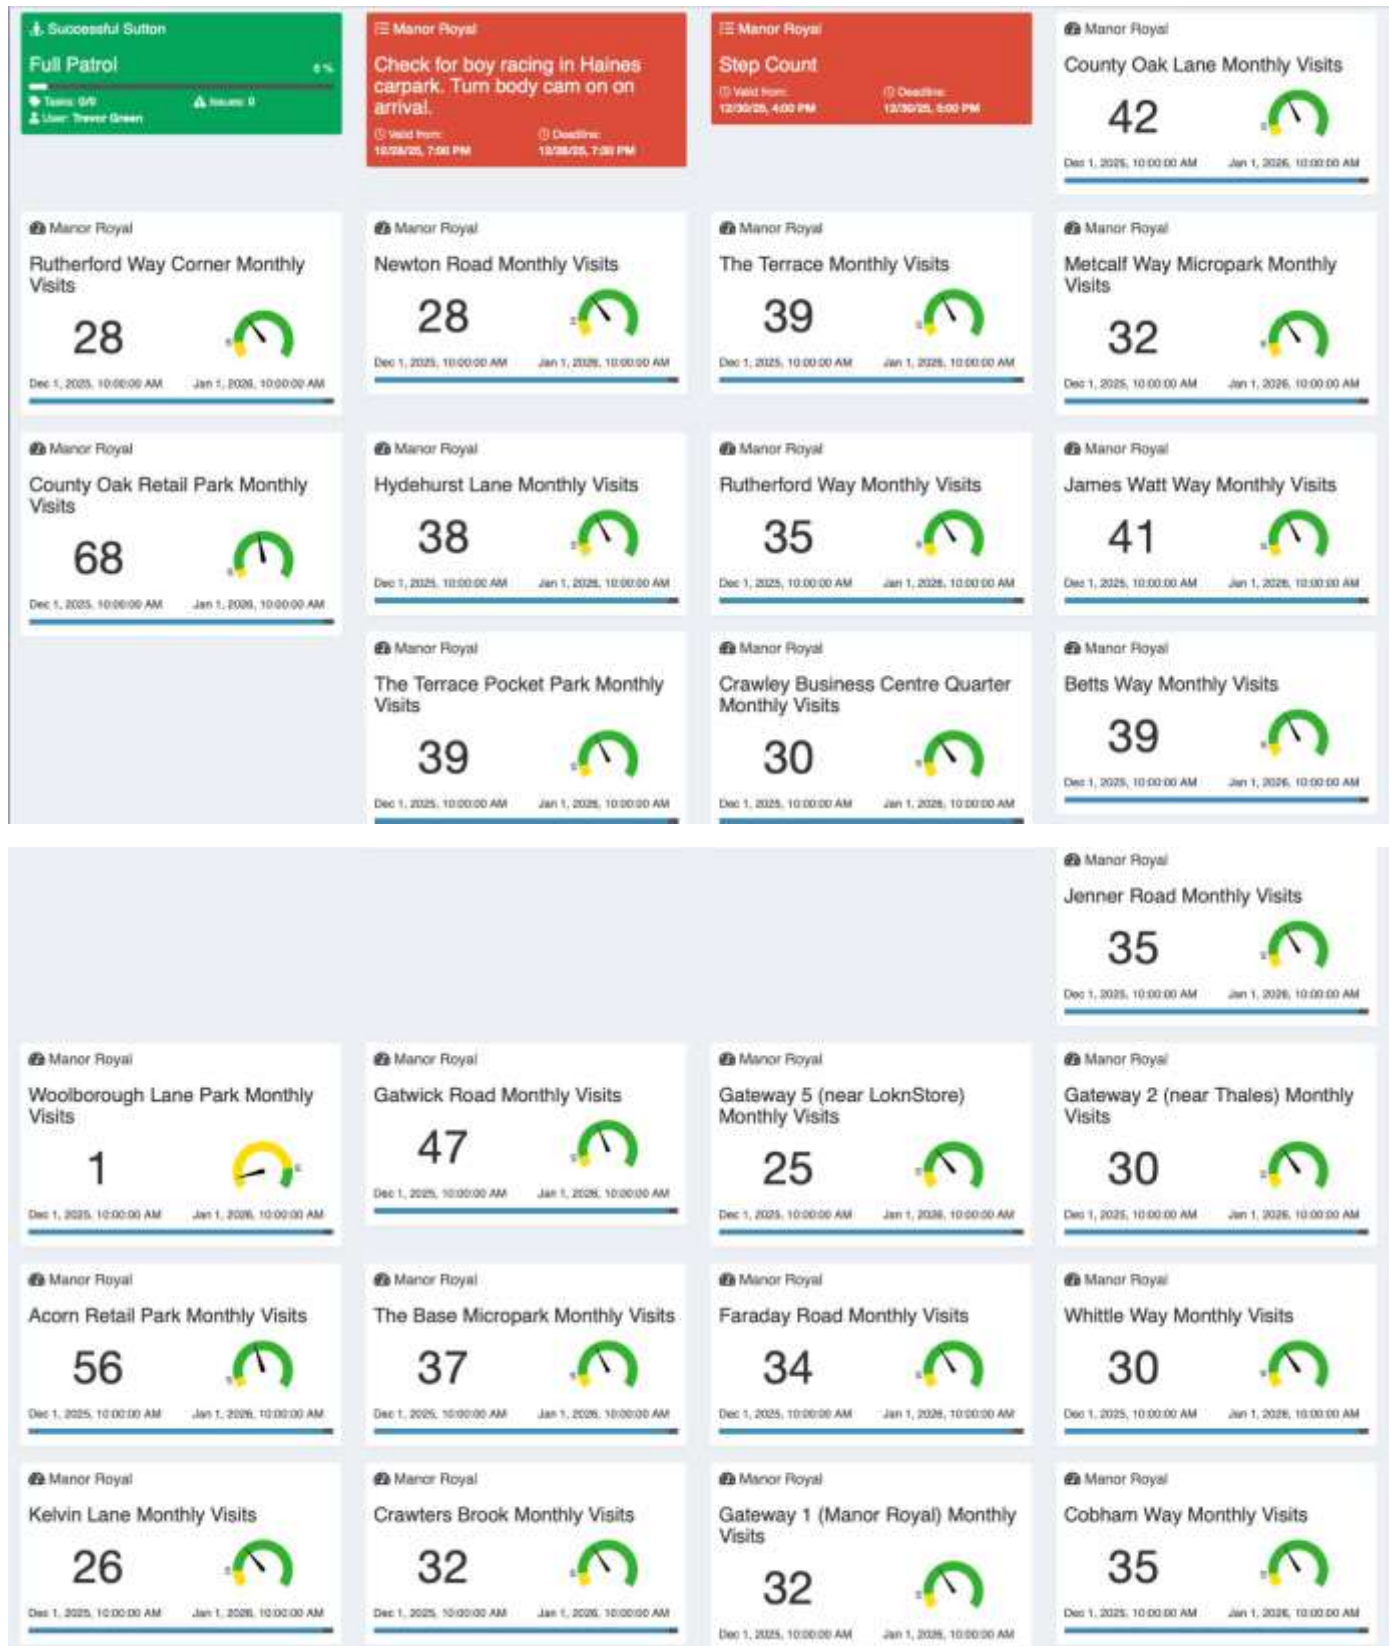 Successful Sutton
Full Patrol
6 %
Tasks: 0/0
Issues: 0
User: Trevor Green
Manor Royal
Check for boy racing in Haines
carpark. Turn body cam on on
arrival.
Valid from:
Deadline:
12/28/25, 7:00 PM
12/28/25, 7:30 PM
Manor Royal
Step Count
Valid from:
Deadline:
12/30/25, 4:00 PM
12/30/25, 5:00 PM
Manor Royal
County Oak Lane Monthly Visits
42
Dec 1, 2025, 10:00:00 AM
Jan 1, 2026, 10:00:00 AM
Manor Royal
Rutherford Way Corner Monthly
Visits
28
Dec 1, 2025, 10:00:00 AM
Jan 1, 2026, 10:00:00 AM
Manor Royal
Newton Road Monthly Visits
28
Dec 1, 2025, 10:00:00 AM
Jan 1, 2026, 10:00:00 AM
Manor Royal
The Terrace Monthly Visits
39
Dec 1, 2025, 10:00:00 AM
Jan 1, 2026, 10:00:00 AM
Manor Royal
Metcalf Way Micropark Monthly
Visits
32
Dec 1, 2025, 10:00:00 AM
Jan 1, 2026, 10:00:00 AM
Manor Royal
County Oak Retail Park Monthly
Visits
68
Dec 1, 2025, 10:00:00 AM
Jan 1, 2026, 10:00:00 AM
Manor Royal
Hydehurst Lane Monthly Visits
38
Dec 1, 2025, 10:00:00 AM
Jan 1, 2026, 10:00:00 AM
Manor Royal
Rutherford Way Monthly Visits
35
Dec 1, 2025, 10:00:00 AM
Jan 1, 2026, 10:00:00 AM
Manor Royal
James Watt Way Monthly Visits
41
Dec 1, 2025, 10:00:00 AM
Jan 1, 2026, 10:00:00 AM
Manor Royal
The Terrace Pocket Park Monthly
Visits
39
Dec 1, 2025, 10:00:00 AM
Jan 1, 2026, 10:00:00 AM
Manor Royal
Crawley Business Centre Quarter
Monthly Visits
30
Dec 1, 2025, 10:00:00 AM
Jan 1, 2026, 10:00:00 AM
Manor Royal
Betts Way Monthly Visits
39
Dec 1, 2025, 10:00:00 AM
Jan 1, 2026, 10:00:00 AM
Manor Royal
Jenner Road Monthly Visits
35
Dec 1, 2025, 10:00:00 AM
Jan 1, 2026, 10:00:00 AM
Manor Royal
Woolborough Lane Park Monthly
Visits
1
Dec 1, 2025, 10:00:00 AM
Jan 1, 2026, 10:00:00 AM
Manor Royal
Gatwick Road Monthly Visits
47
Dec 1, 2025, 10:00:00 AM
Jan 1, 2026, 10:00:00 AM
Manor Royal
Gateway 5 (near LoknStore)
Monthly Visits
25
Dec 1, 2025, 10:00:00 AM
Jan 1, 2026, 10:00:00 AM
Manor Royal
Gateway 2 (near Thales) Monthly
Visits
30
Dec 1, 2025, 10:00:00 AM
Jan 1, 2026, 10:00:00 AM
Manor Royal
Acorn Retail Park Monthly Visits
56
Dec 1, 2025, 10:00:00 AM
Jan 1, 2026, 10:00:00 AM
Manor Royal
The Base Micropark Monthly Visits
37
Dec 1, 2025, 10:00:00 AM
Jan 1, 2026, 10:00:00 AM
Manor Royal
Faraday Road Monthly Visits
34
Dec 1, 2025, 10:00:00 AM
Jan 1, 2026, 10:00:00 AM
Manor Royal
Whittle Way Monthly Visits
30
Dec 1, 2025, 10:00:00 AM
Jan 1, 2026, 10:00:00 AM
Manor Royal
Kelvin Lane Monthly Visits
26
Dec 1, 2025, 10:00:00 AM
Jan 1, 2026, 10:00:00 AM
Manor Royal
Crawters Brook Monthly Visits
32
Dec 1, 2025, 10:00:00 AM
Jan 1, 2026, 10:00:00 AM
Manor Royal
Gateway 1 (Manor Royal) Monthly
Visits
32
Dec 1, 2025, 10:00:00 AM
Jan 1, 2026, 10:00:00 AM
Manor Royal
Cobham Way Monthly Visits
35
Dec 1, 2025, 10:00:00 AM
Jan 1, 2026, 10:00:00 AM